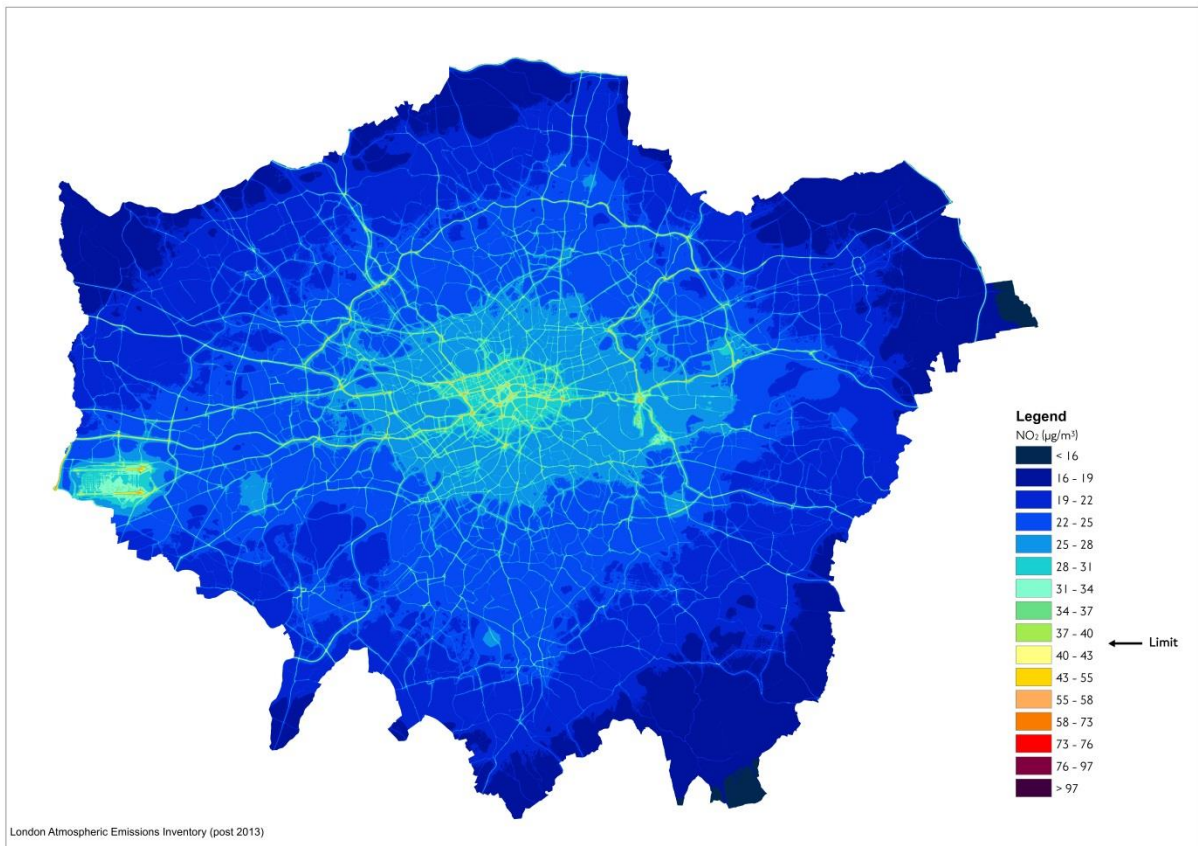 Legend
NO₂ (µg/m³)
< 16
16 - 19
19 - 22
22 - 25
25 - 28
28 - 31
31 - 34
34 - 37
37 - 40
Limit
40 - 43
43 - 55
55 - 58
58 - 73
73 - 76
76 - 97
> 97
London Atmospheric Emissions Inventory (post 2013)